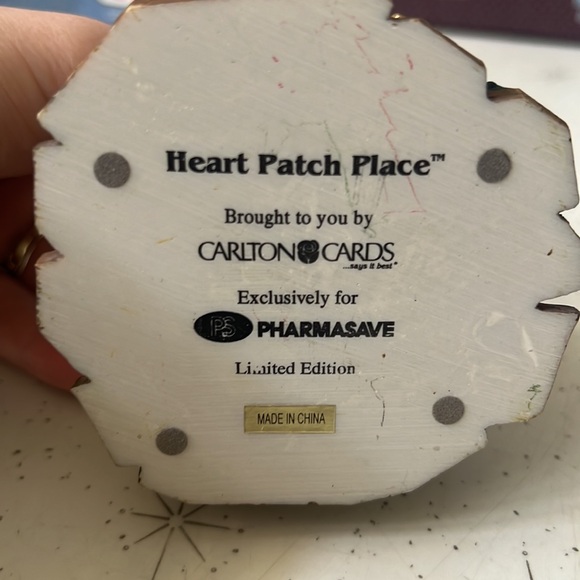 Heart Patch Place™
Brought to you by
CARLTON CARDS
...says it best*
Exclusively for
PS PHARMASAVE
Limited Edition
MADE IN CHINA